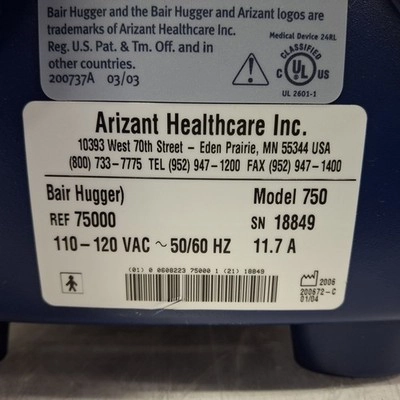 Bair Hugger and the Bair Hugger and Arizant logos are
trademarks of Arizant Healthcare Inc.
Reg. U.S. Pat. & Tm. Off. and in
other countries.
200737A 03/03
Medical Device 24RL
CLASSIFIED
C UL US
UL 2601-1
Arizant Healthcare Inc.
10393 West 70th Street – Eden Prairie, MN 55344 USA
(800) 733-7775 TEL (952) 947-1200 FAX (952) 947-1400
Bair Hugger) Model 750
REF 75000 SN 18849
110–120 VAC ~ 50/60 HZ 11.7 A
(01) 0 0608223 75000 1 (21) 18849
2006
200672-C
01/04